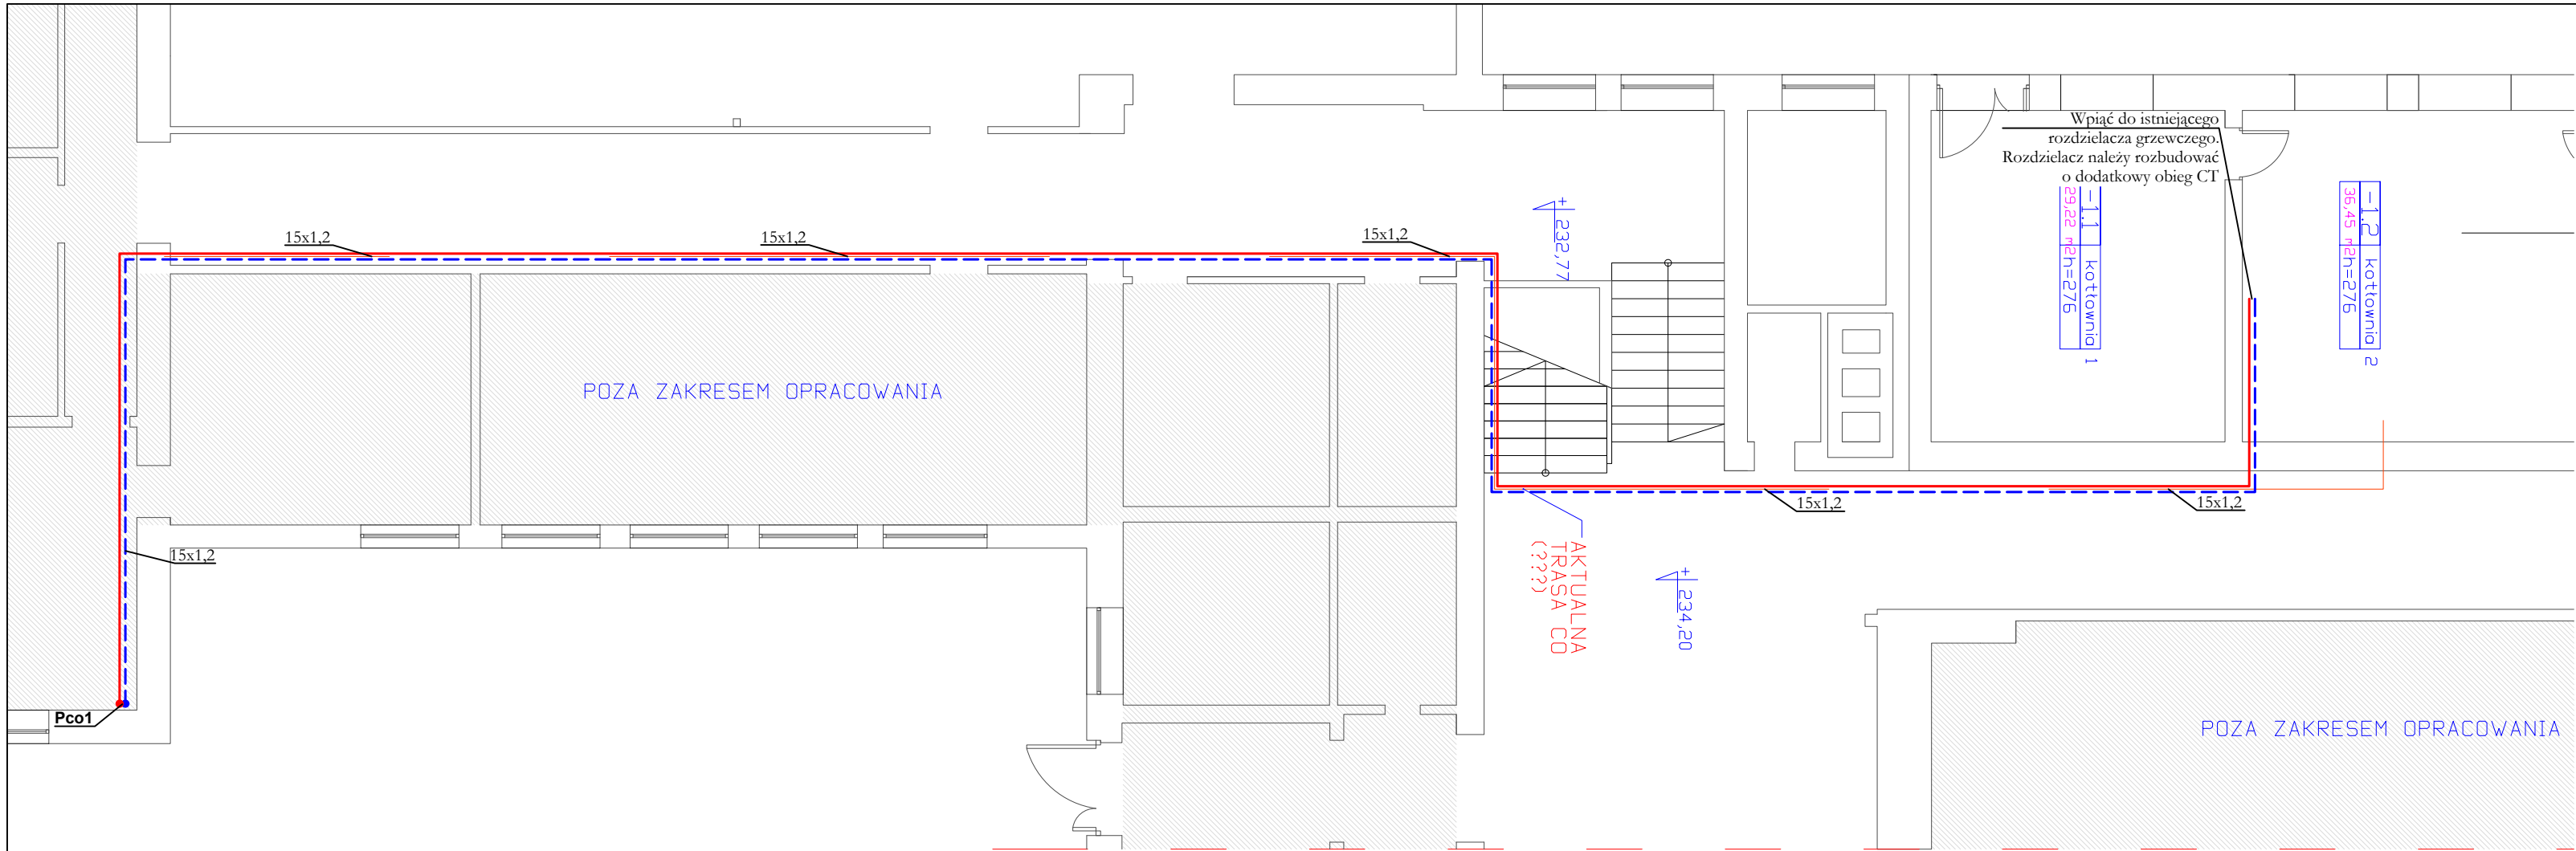 Wpiąć do istniejącego
rozdzielacza grzewczego.
Rozdzielacz należy rozbudować
o dodatkowy obieg CT
-1.1 kotłownia 1
29,22 m2 h=276
-1.2 kotłownia 2
36,45 m2 h=276
+ 232,77
15x1,2
15x1,2
15x1,2
POZA ZAKRESEM OPRACOWANIA
15x1,2
15x1,2
15x1,2
AKTUALNA
TRASA CO
(???)
+ 234,20
Pco1
POZA ZAKRESEM OPRACOWANIA